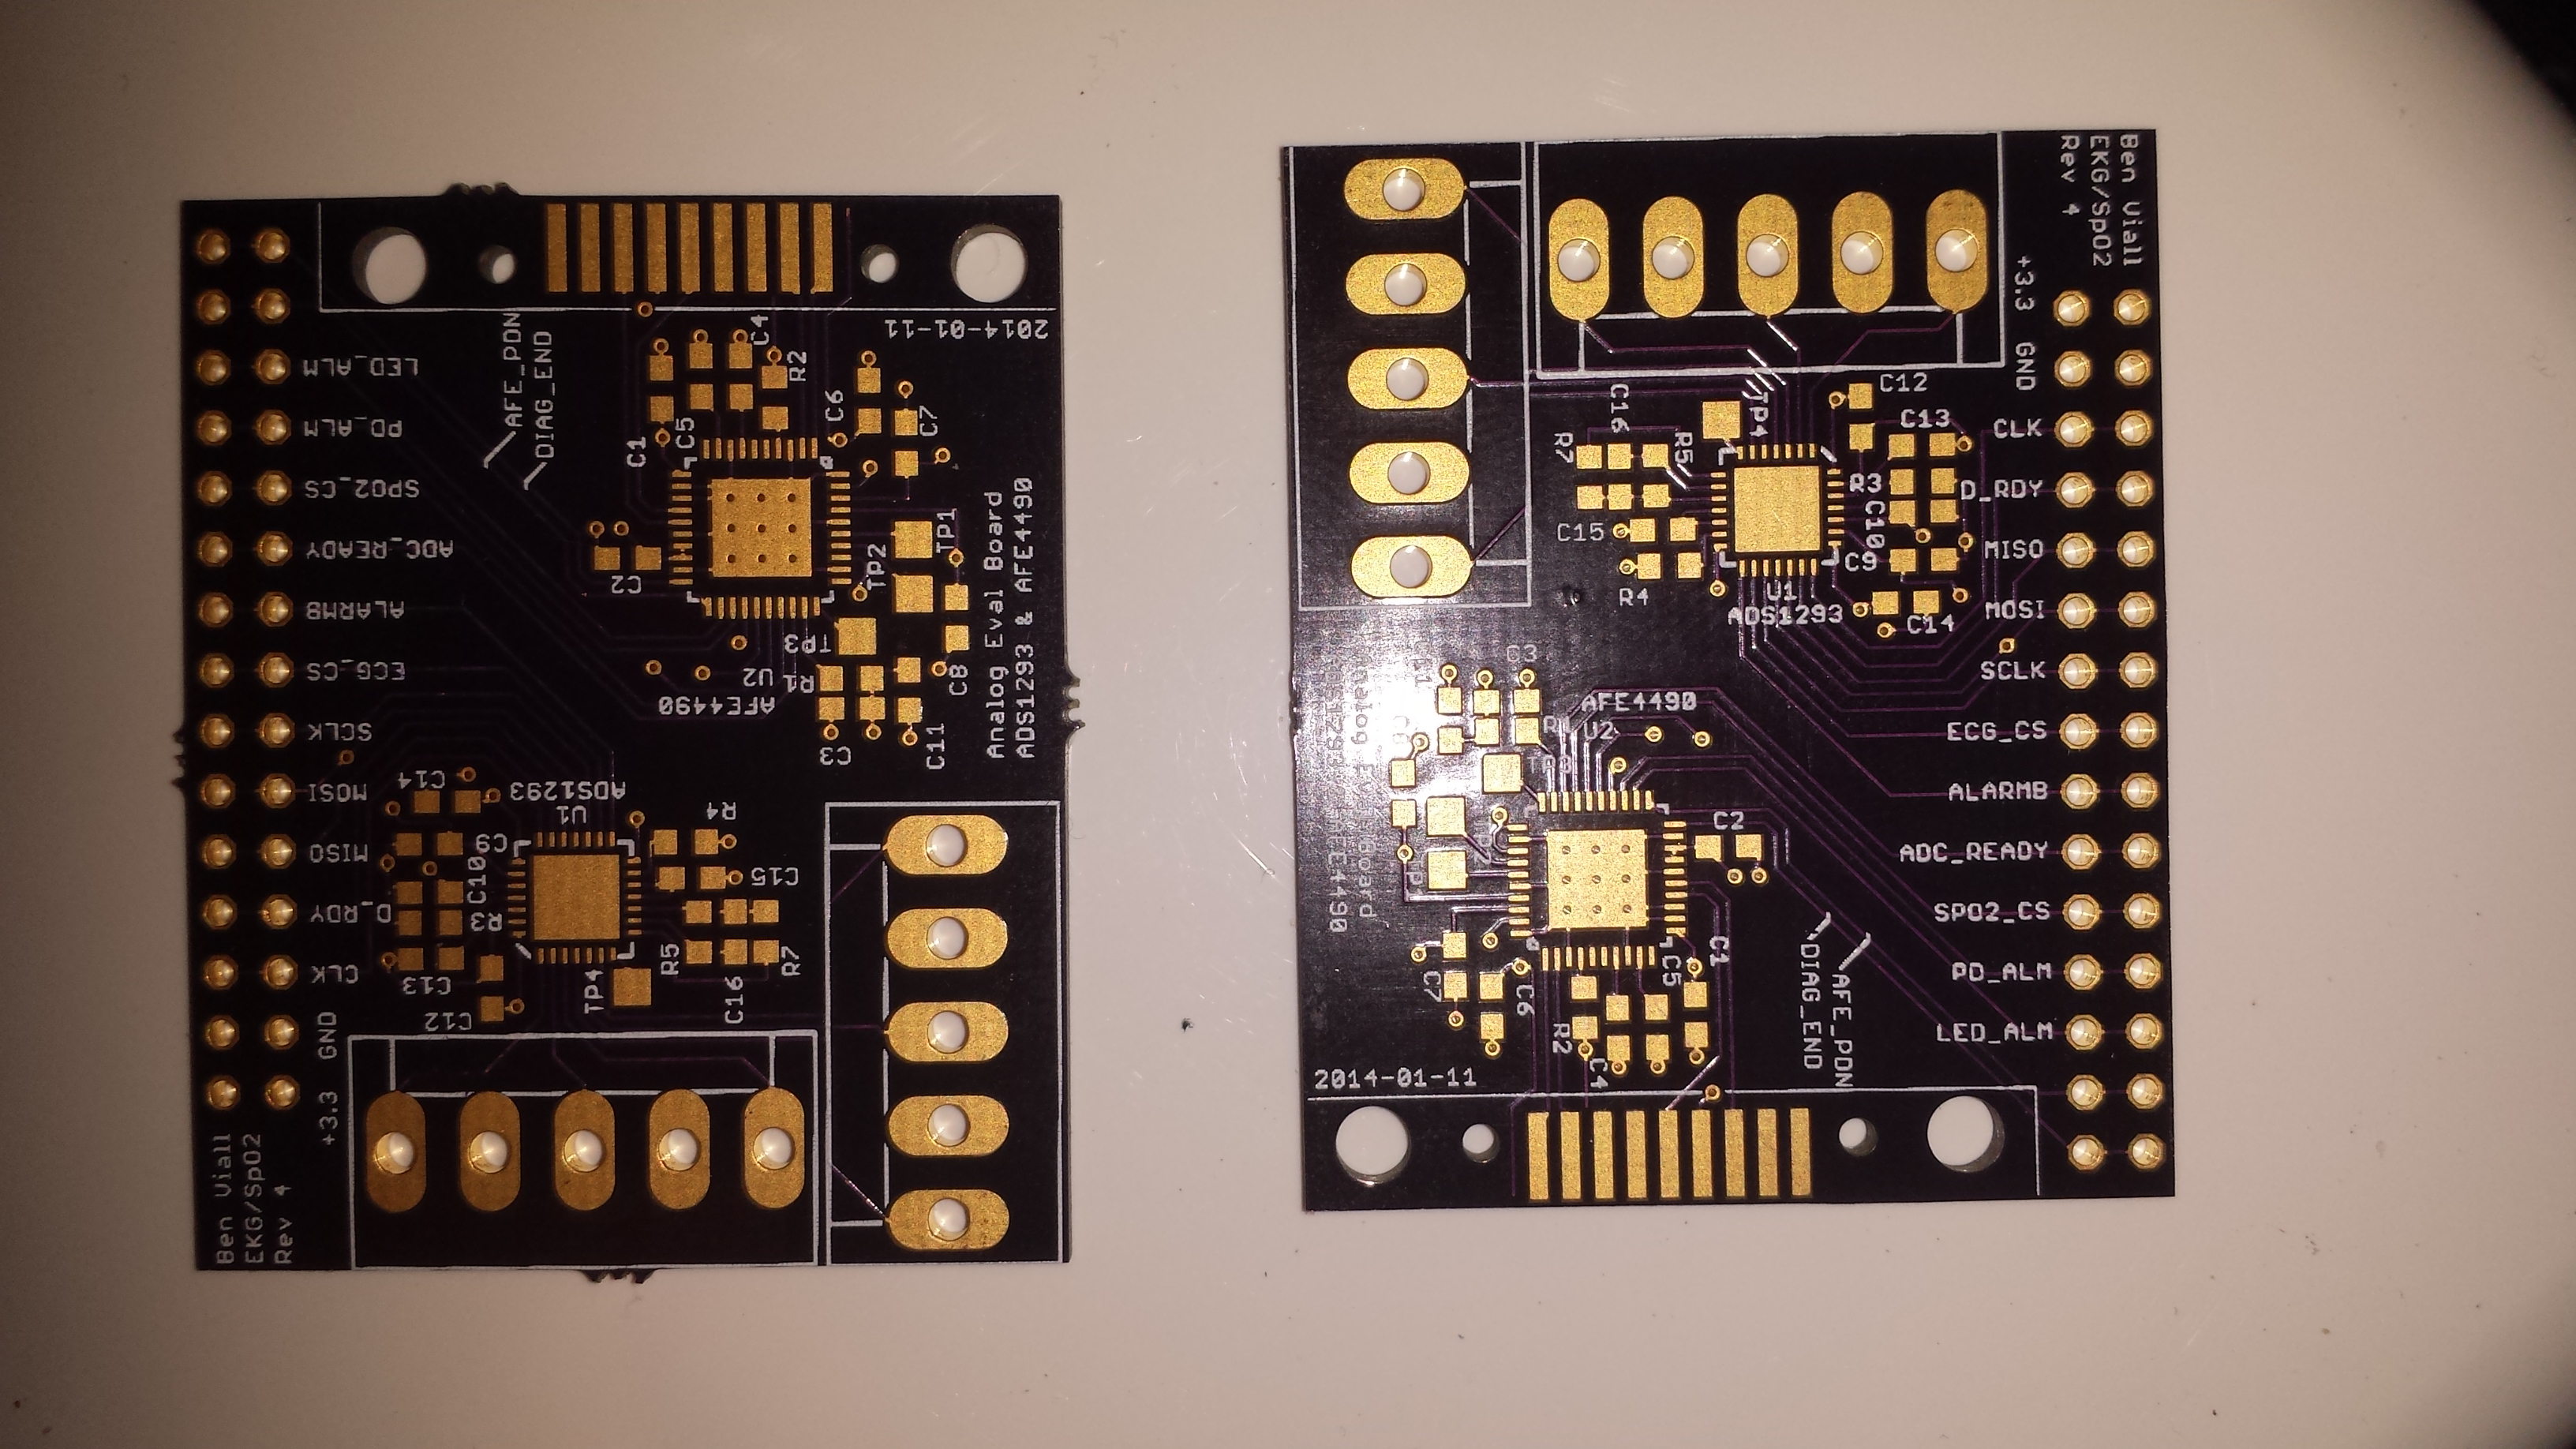 Ben Viall
EKG/SpO2
Rev 4
+3.3 GND
CLK
D_RDY
MISO
MOSI
SCLK
ECG_CS
ALARMB
ADC_READY
SPO2_CS
PD_ALM
LED_ALM
AFE_PDN
DIAG_END
C12
C13
R3
C10
C9
C14
U1
ADS1293
TP4
R5
C16
R7
C15
R4
C2
C1
C5
AFE4490
U2
C4
R2
R1
TP3
C3
C6
TP2
C11
C8
TP1
C7
Analog Eval Board
ADS1293 & AFE4490
2014-01-11
2014-01-11
AFE4490
C7
C6
R2
C4
C5
C1
C2
C3
U2
AFE4490
C15
R7
C16
R4
R5
TP4
U1
ADS1293
C9
C10
R3
C12
C13
C14
DIAG_END
AFE_PDN
LED_ALM
PD_ALM
SPO2_CS
ADC_READY
ALARMB
ECG_CS
SCLK
MOSI
MISO
D_RDY
CLK
GND +3.3
Rev 4
EKG/SpO2
Ben Viall